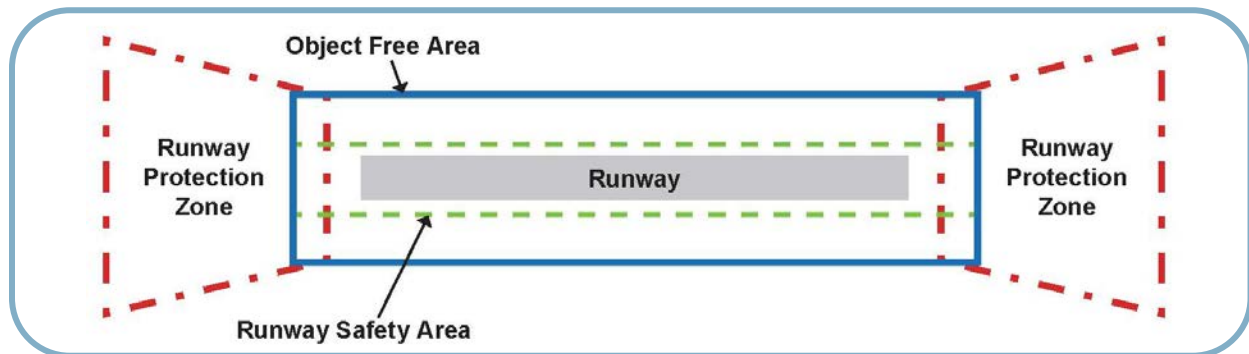 Object Free Area
Runway
Protection
Zone
Runway
Runway
Protection
Zone
Runway Safety Area